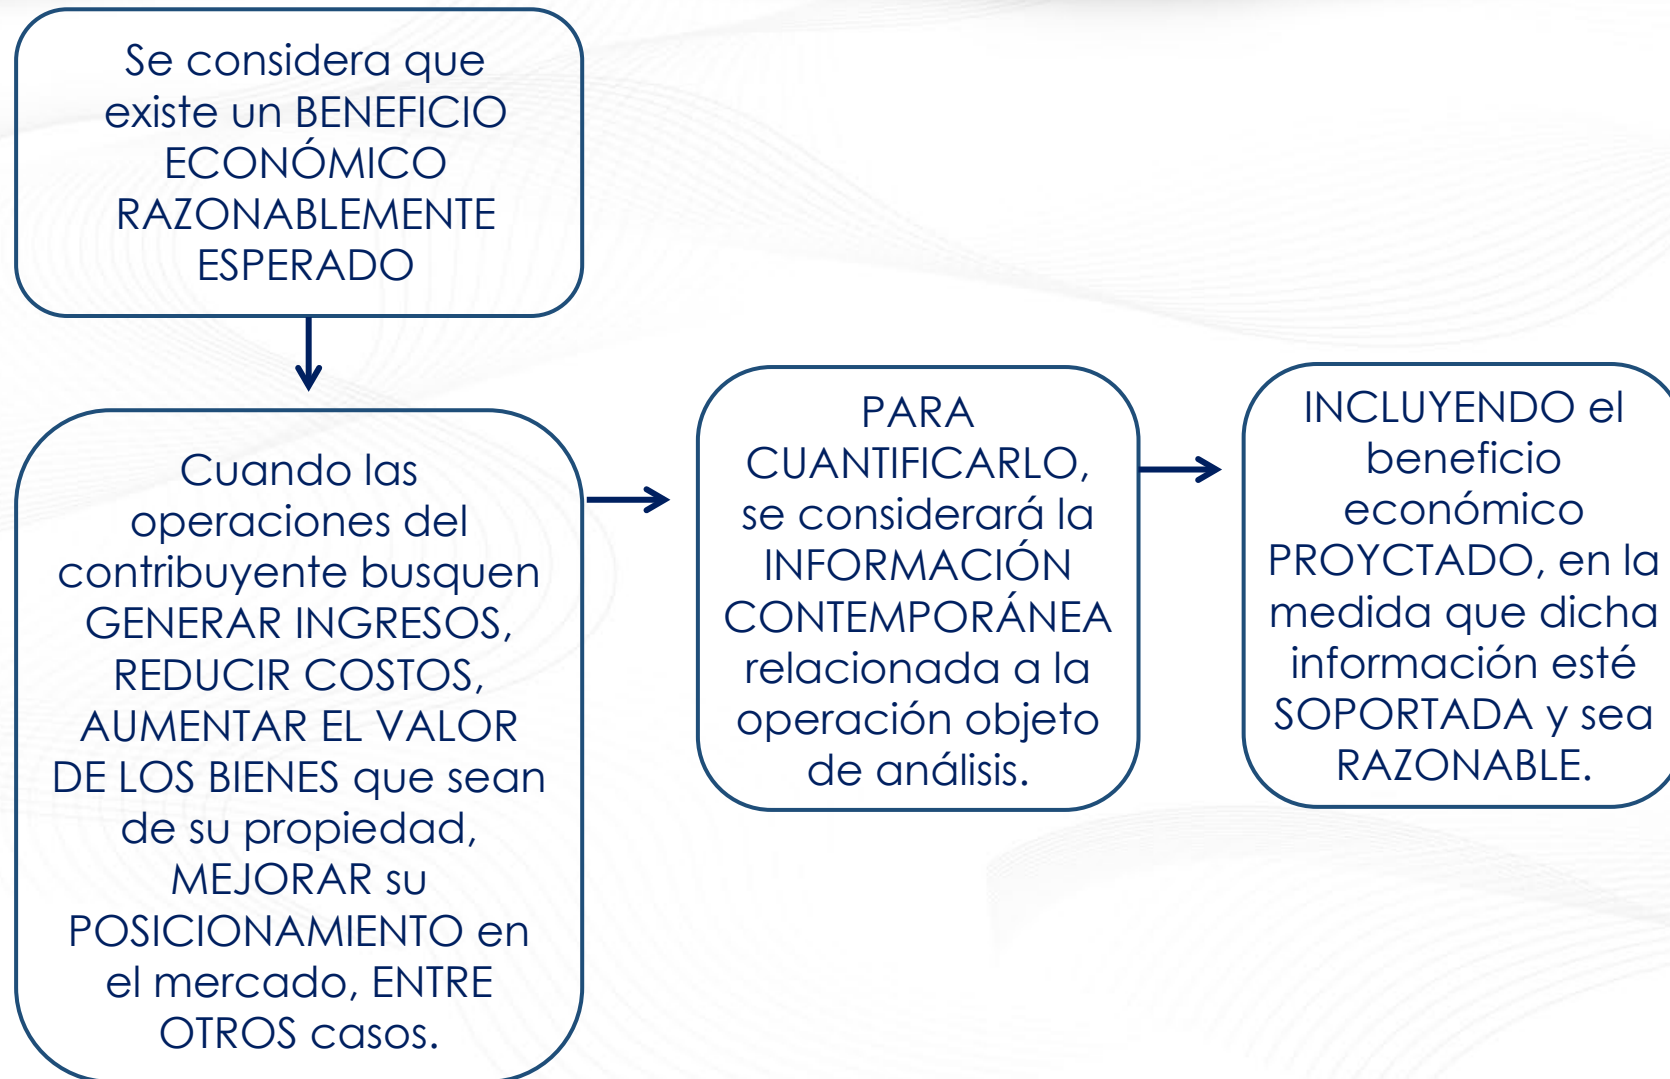 Se considera que
existe un BENEFICIO
ECONÓMICO
RAZONABLEMENTE
ESPERADO
Cuando las
operaciones del
contribuyente busquen
GENERAR INGRESOS,
REDUCIR COSTOS,
AUMENTAR EL VALOR
DE LOS BIENES que sean
de su propiedad,
MEJORAR su
POSICIONAMIENTO en
el mercado, ENTRE
OTROS casos.
PARA
CUANTIFICARLO,
se considerará la
INFORMACIÓN
CONTEMPORÁNEA
relacionada a la
operación objeto
de análisis.
INCLUYENDO el
beneficio
económico
PROYCTADO, en la
medida que dicha
información esté
SOPORTADA y sea
RAZONABLE.